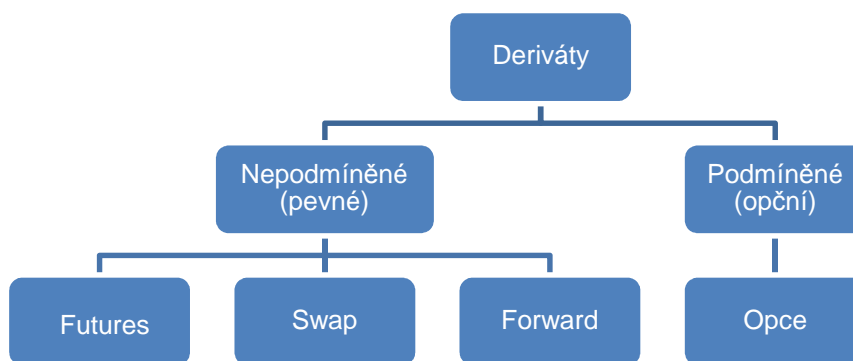 Deriváty
Nepodmíněné
(pevné)
Podmíněné
(opční)
Futures
Swap
Forward
Opce